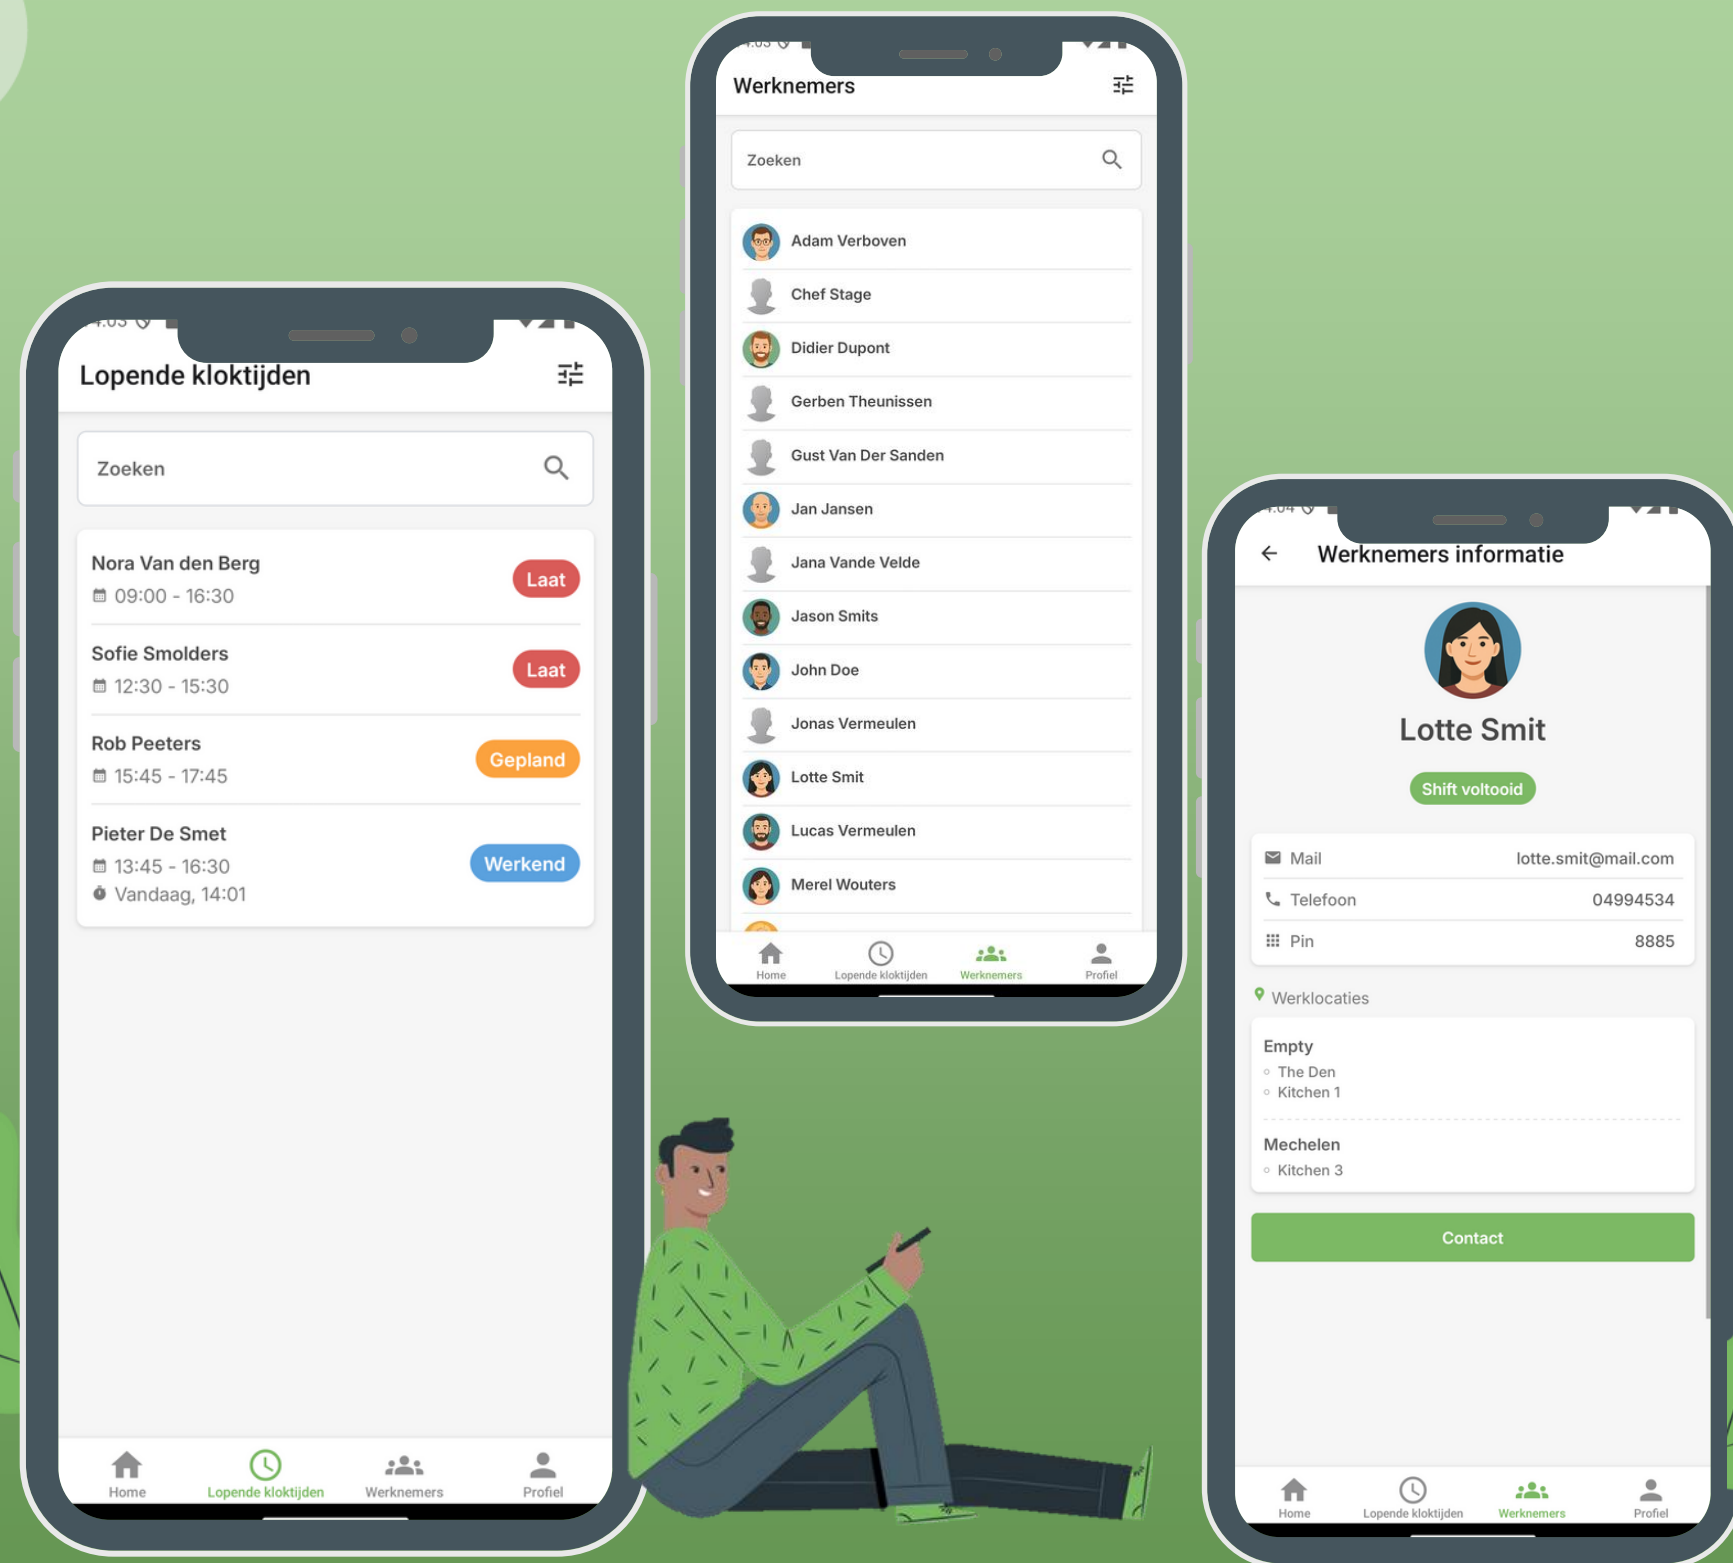 Lopende kloktijden
Zoeken
Nora Van den Berg
09:00 - 16:30
Laat
Sofie Smolders
12:30 - 15:30
Laat
Rob Peeters
15:45 - 17:45
Gepland
Pieter De Smet
13:45 - 16:30
Vandaag, 14:01
Werkend
Home
Lopende kloktijden
Werknemers
Profiel
Werknemers
Zoeken
Adam Verboven
Chef Stage
Didier Dupont
Gerben Theunissen
Gust Van Der Sanden
Jan Jansen
Jana Vande Velde
Jason Smits
John Doe
Jonas Vermeulen
Lotte Smit
Lucas Vermeulen
Merel Wouters
Home
Lopende kloktijden
Werknemers
Profiel
Werknemers informatie
Lotte Smit
Shift voltooid
Mail lotte.smit@mail.com
Telefoon 04994534
Pin 8885
Werklocaties
Empty
The Den
Kitchen 1
Mechelen
Kitchen 3
Contact
Home
Lopende kloktijden
Werknemers
Profiel